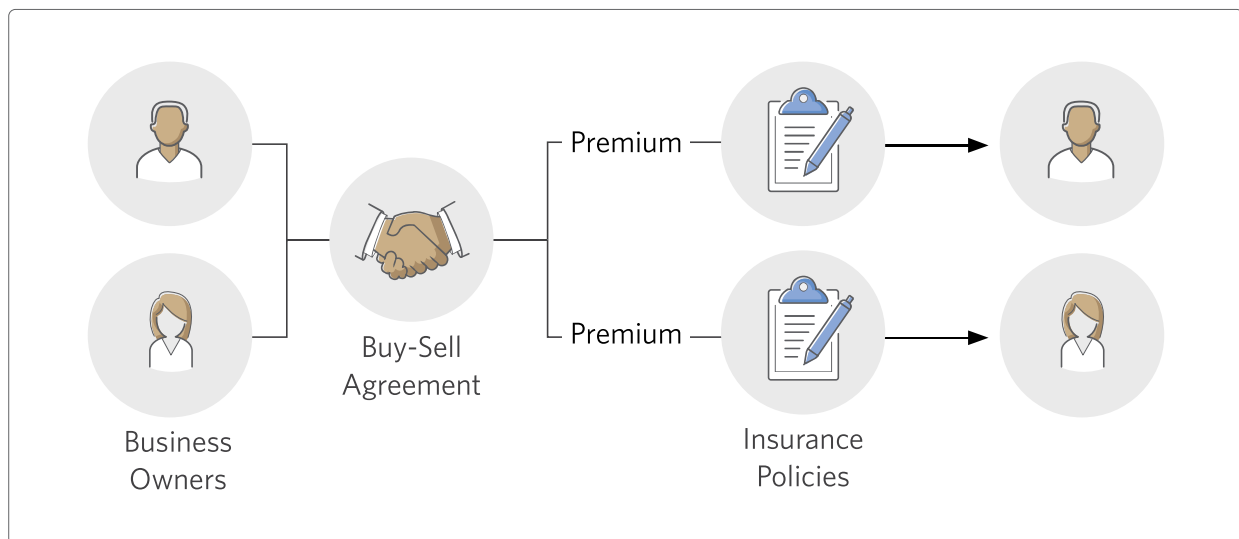 Premium
Premium
Buy-Sell
Agreement
Business
Owners
Insurance
Policies